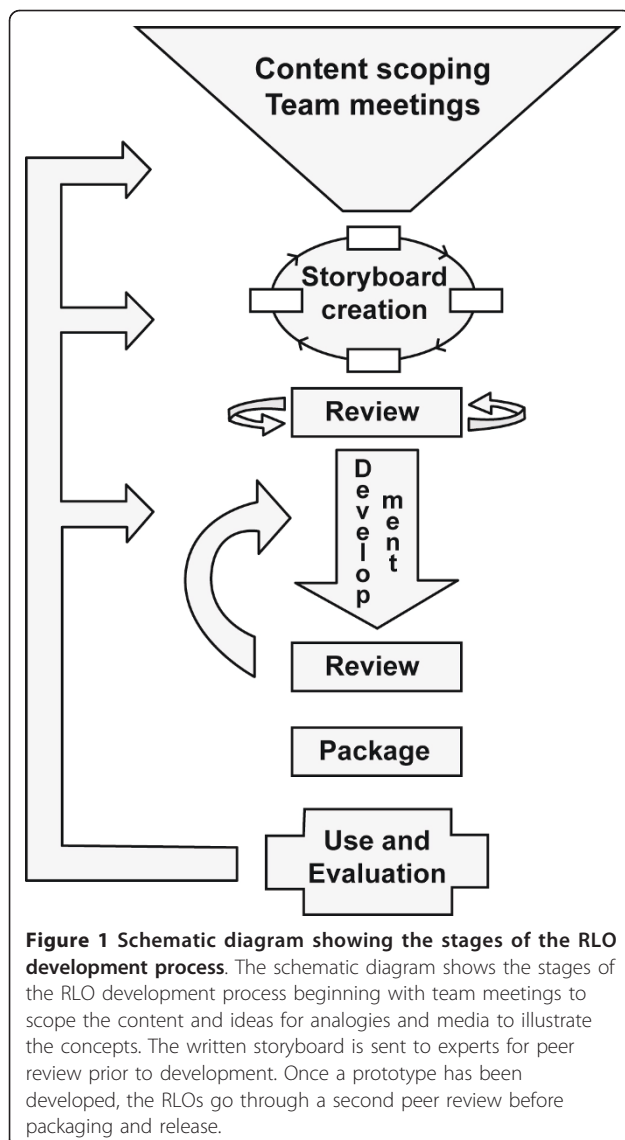 Content scoping
Team meetings
Storyboard
creation
Review
Develop
ment
Review
Package
Use and
Evaluation
Figure 1 Schematic diagram showing the stages of the RLO
development process. The schematic diagram shows the stages of
the RLO development process beginning with team meetings to
scope the content and ideas for analogies and media to illustrate
the concepts. The written storyboard is sent to experts for peer
review prior to development. Once a prototype has been
developed, the RLOs go through a second peer review before
packaging and release.